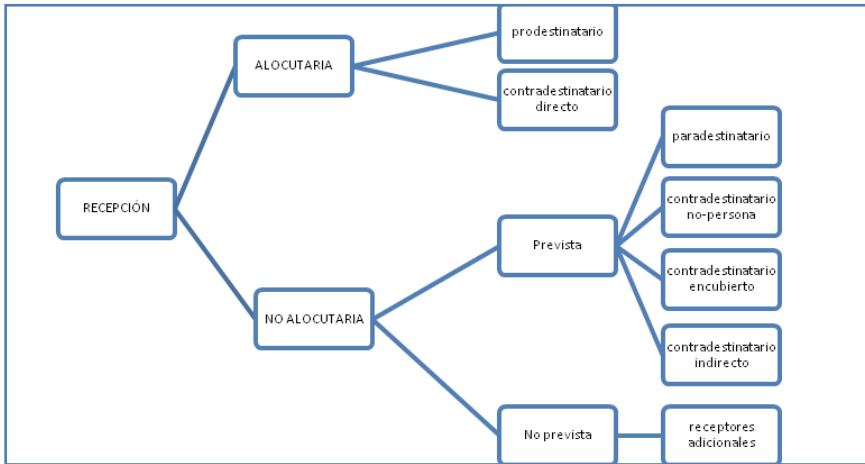 RECEPCIÓN
ALOCUTARIA
prodestinatario
contradestinatario
directo
NO ALOCUTARIA
Prevista
paradestinatario
contradestinatario
no-persona
contradestinatario
encubierto
contradestinatario
indirecto
No prevista
receptores
adicionales